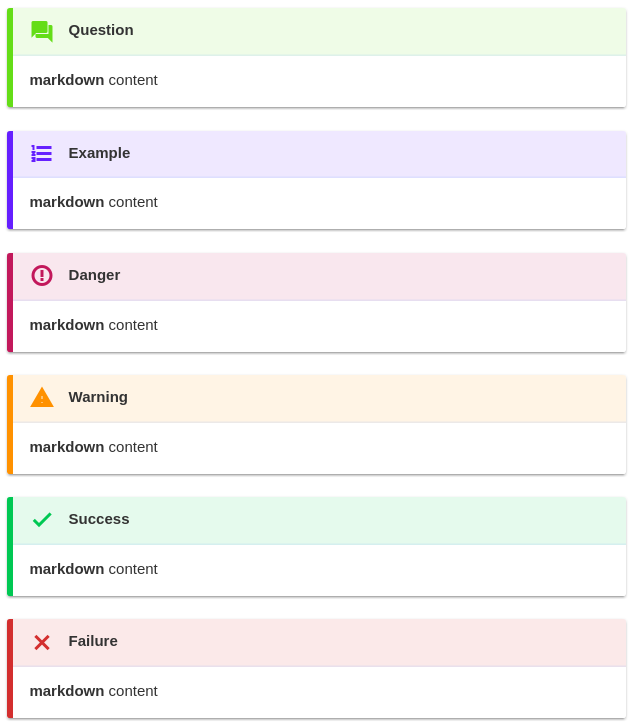 Question
markdown content
Example
markdown content
Danger
markdown content
Warning
markdown content
Success
markdown content
Failure
markdown content